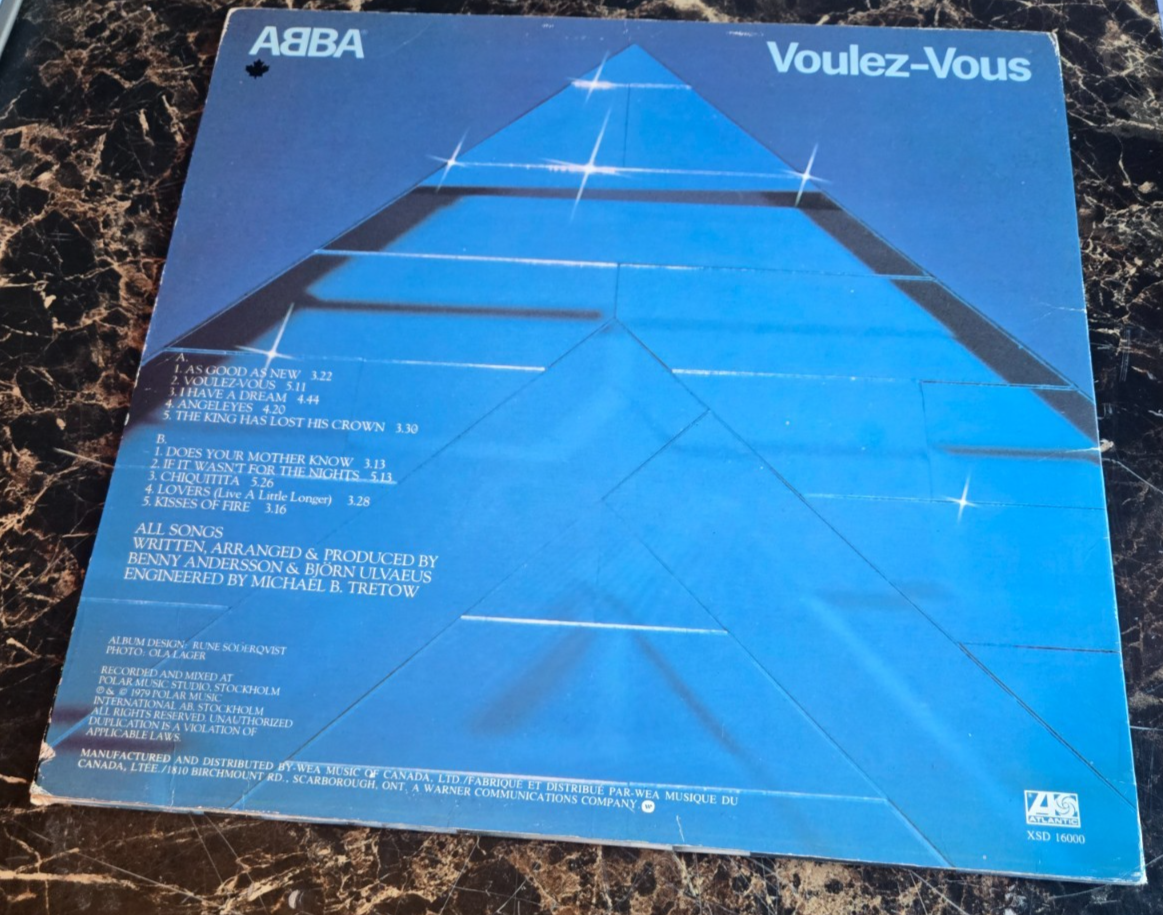 ABBA
Voulez-Vous
A.
1. AS GOOD AS NEW 3.22
2. VOULEZ-VOUS 5.11
3. I HAVE A DREAM 4.44
4. ANGELEYES 4.20
5. THE KING HAS LOST HIS CROWN 3.30
B.
1. DOES YOUR MOTHER KNOW 3.13
2. IF IT WASN'T FOR THE NIGHTS 5.13
3. CHIQUITITA 5.26
4. LOVERS (Live A Little Longer) 3.28
5. KISSES OF FIRE 3.16
ALL SONGS
WRITTEN, ARRANGED & PRODUCED BY
BENNY ANDERSSON & BJÖRN ULVAEUS
ENGINEERED BY MICHAEL B. TRETOW
ALBUM DESIGN: RUNE SÖDERQVIST
PHOTO: OLA LAGER
RECORDED AND MIXED AT
POLAR MUSIC STUDIO, STOCKHOLM
℗ & © 1979 POLAR MUSIC
INTERNATIONAL AB, STOCKHOLM
ALL RIGHTS RESERVED. UNAUTHORIZED
DUPLICATION IS A VIOLATION OF
APPLICABLE LAWS.
MANUFACTURED AND DISTRIBUTED BY-WEA MUSIC OF CANADA, LTD./FABRIQUE ET DISTRIBUÉ PAR-WEA MUSIQUE DU
CANADA, LTEE./1810 BIRCHMOUNT RD., SCARBOROUGH, ONT. A WARNER COMMUNICATIONS COMPANY
ATLANTIC
XSD 16000